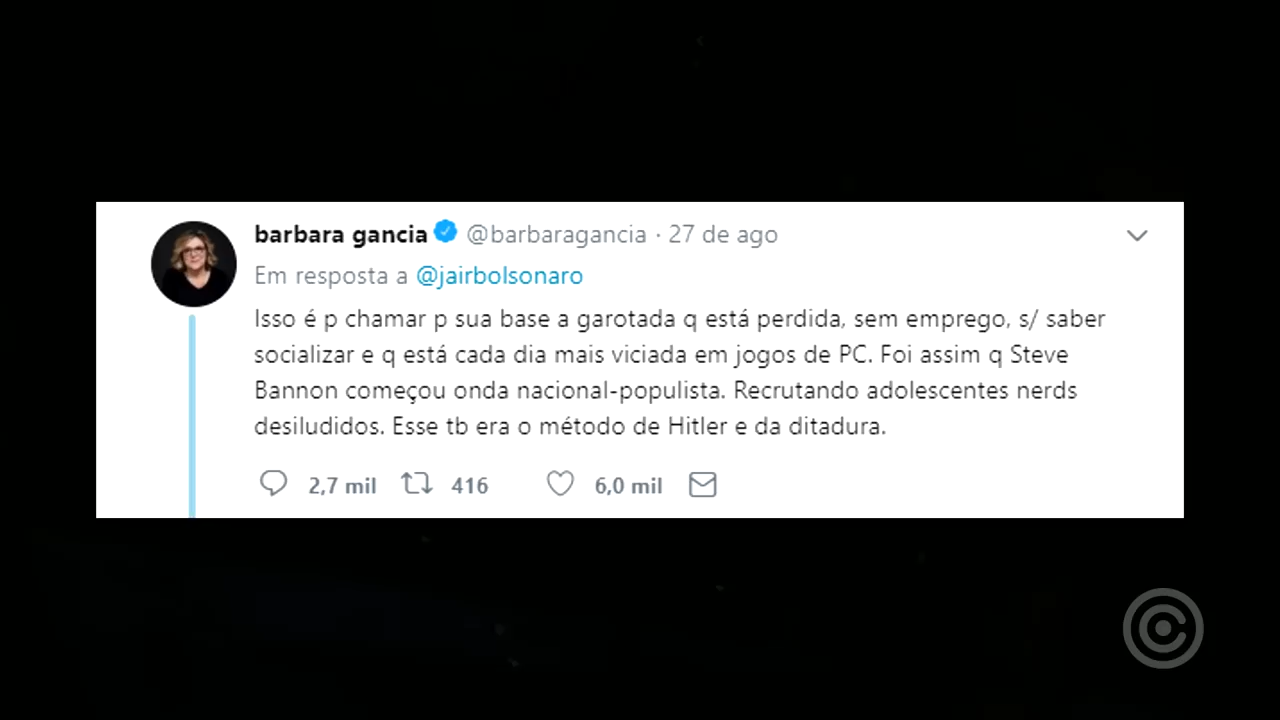 barbara gancia @barbaragancia · 27 de ago
Em resposta a @jairbolsonaro
Isso é p chamar p sua base a garotada q está perdida, sem emprego, s/ saber
socializar e q está cada dia mais viciada em jogos de PC. Foi assim q Steve
Bannon começou onda nacional-populista. Recrutando adolescentes nerds
desiludidos. Esse tb era o método de Hitler e da ditadura.
2,7 mil 416 6,0 mil